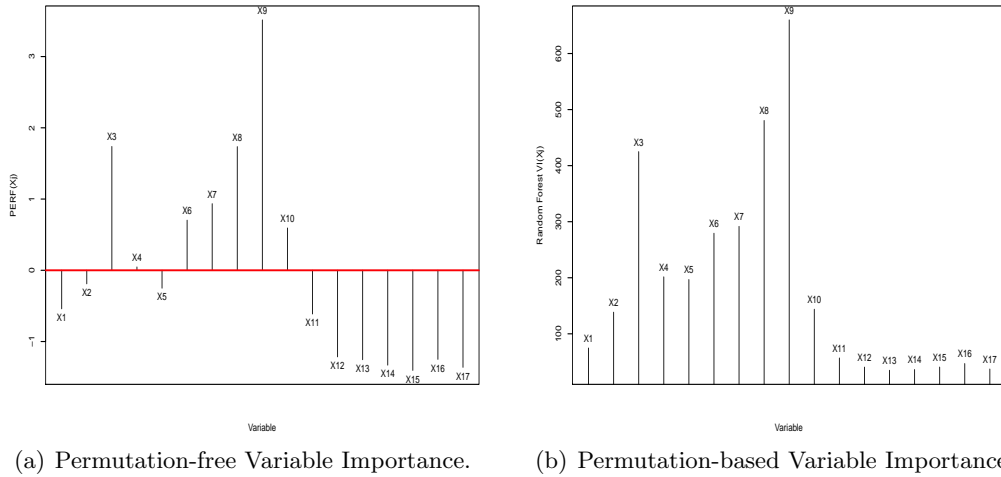 PERF(Xj)
3
2
1
0
−1
X1
X2
X3
X4
X5
X6
X7
X8
X9
X10
X11
X12
X13
X14
X15
X16
X17
Variable
(a) Permutation-free Variable Importance.
Random Forest VI(Xj)
600
500
400
300
200
100
X1
X2
X3
X4
X5
X6
X7
X8
X9
X10
X11
X12
X13
X14
X15
X16
X17
Variable
(b) Permutation-based Variable Importance